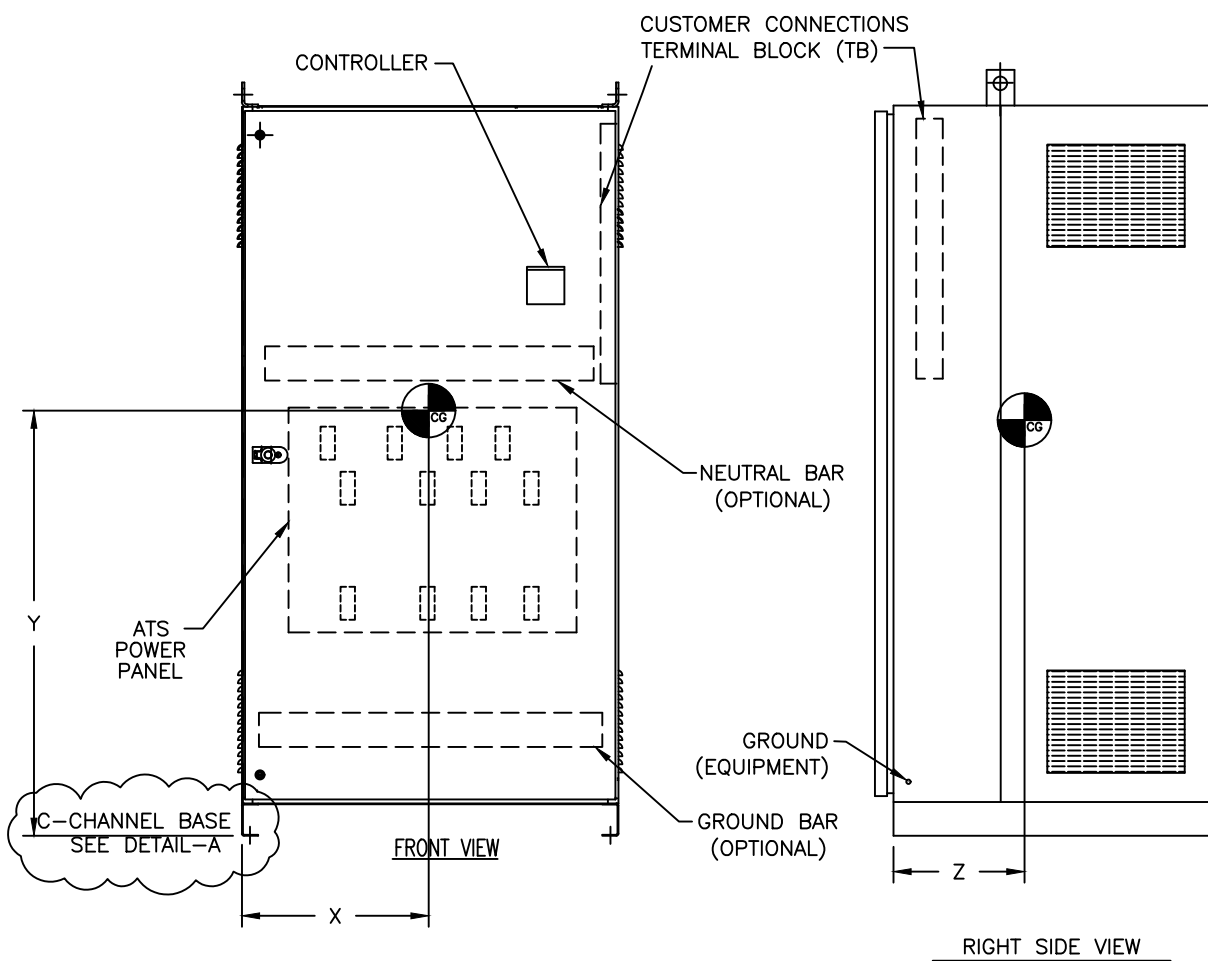 CUSTOMER CONNECTIONS
TERMINAL BLOCK (TB)
CONTROLLER
CG
CG
NEUTRAL BAR
(OPTIONAL)
Y
ATS
POWER
PANEL
GROUND
(EQUIPMENT)
C-CHANNEL BASE
SEE DETAIL-A
FRONT VIEW
GROUND BAR
(OPTIONAL)
Z
X
RIGHT SIDE VIEW